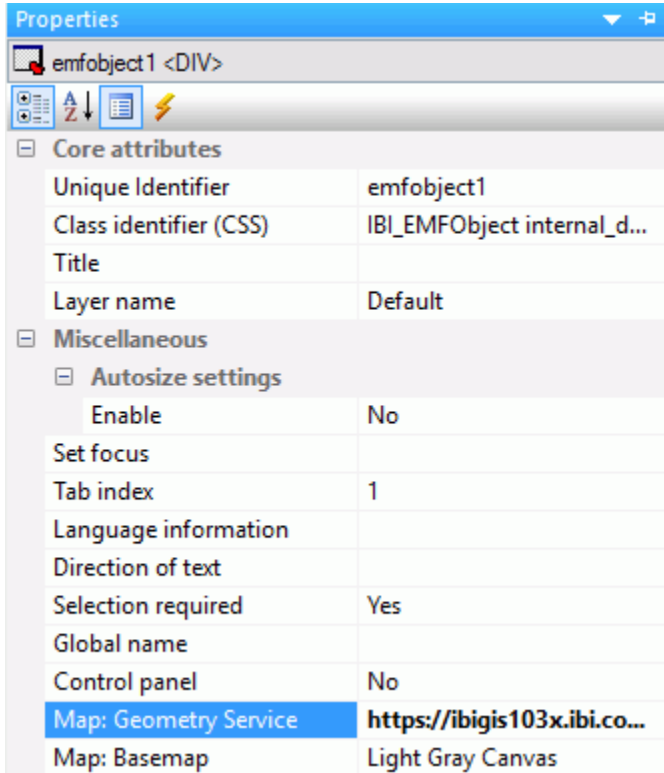 Properties
emfobject1 <DIV>
Core attributes
Unique Identifier emfobject1
Class identifier (CSS) IBI_EMFObject internal_d...
Title
Layer name Default
Miscellaneous
Autosize settings
Enable No
Set focus
Tab index 1
Language information
Direction of text
Selection required Yes
Global name
Control panel No
Map: Geometry Service https://ibigis103x.ibi.co...
Map: Basemap Light Gray Canvas